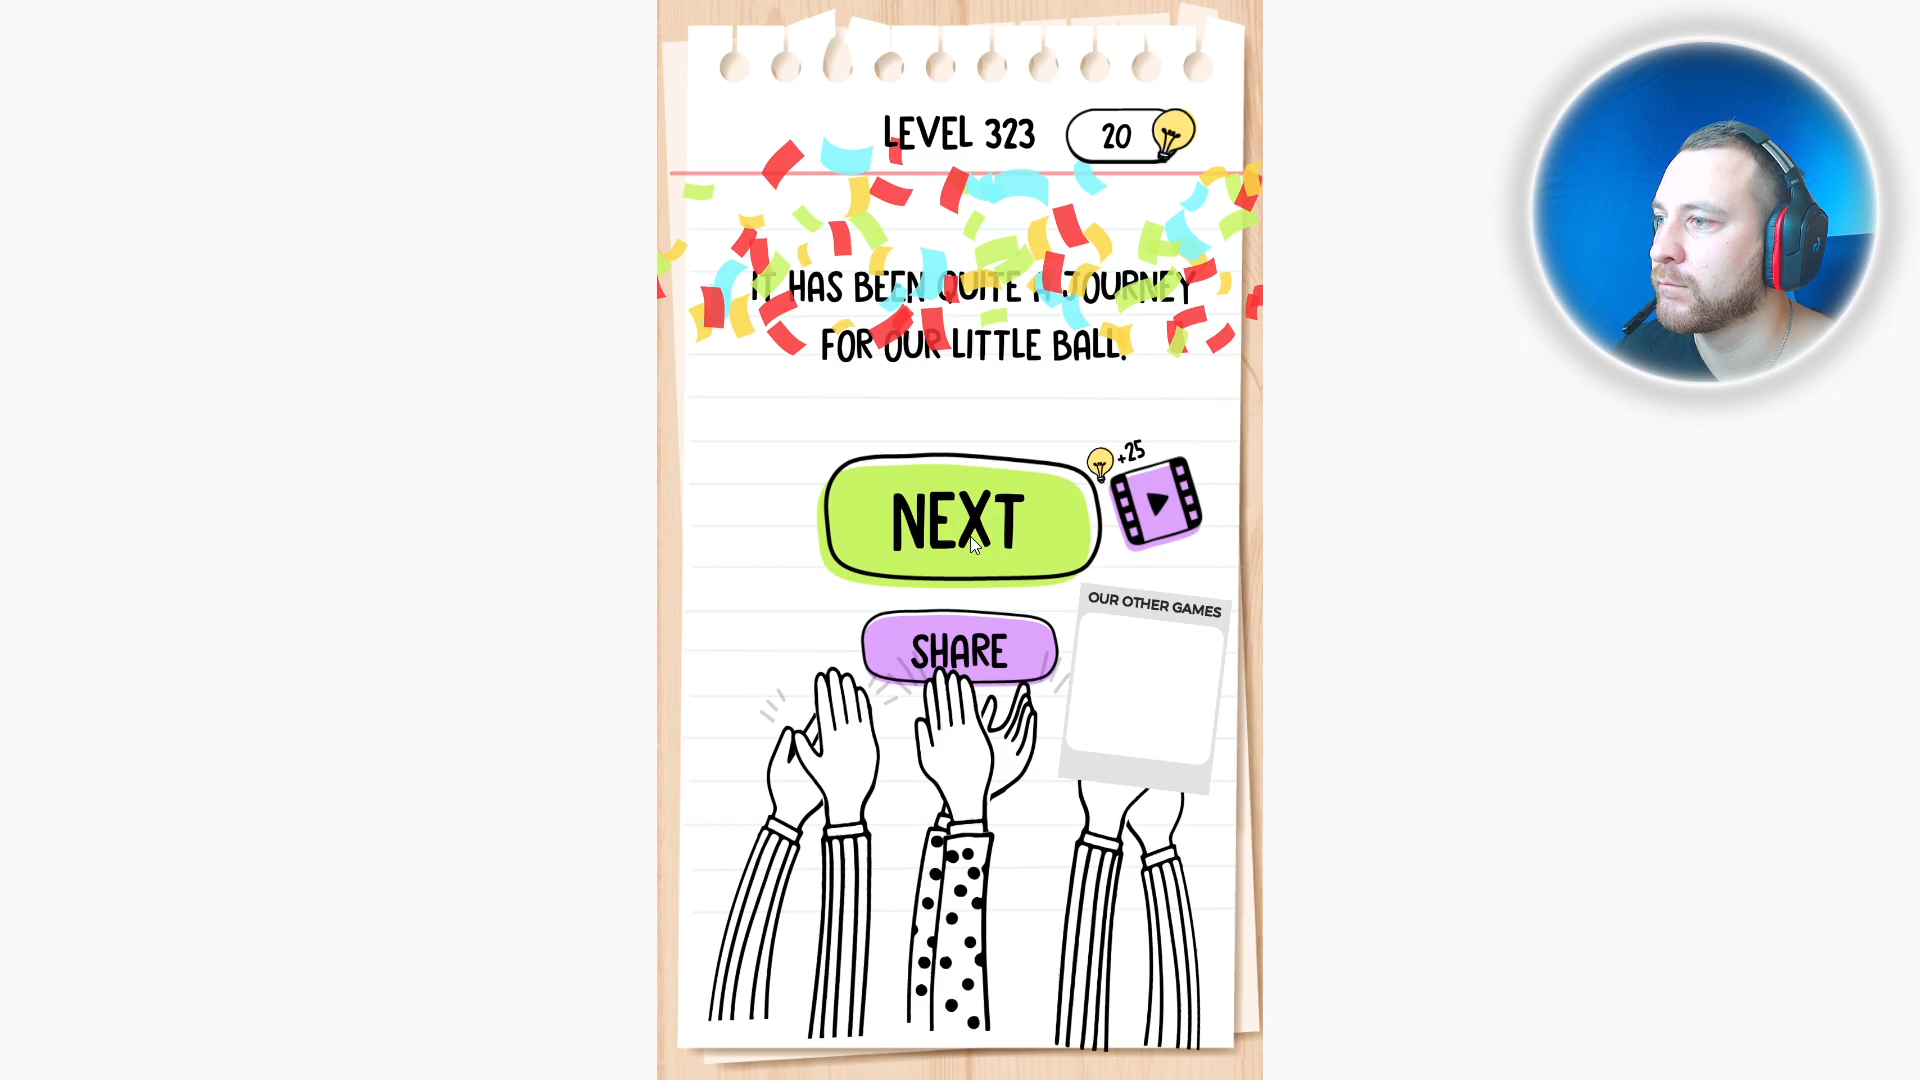 LEVEL 323
20
IT HAS BEEN QUITE A JOURNEY
FOR OUR LITTLE BALL.
+25
NEXT
OUR OTHER GAMES
SHARE